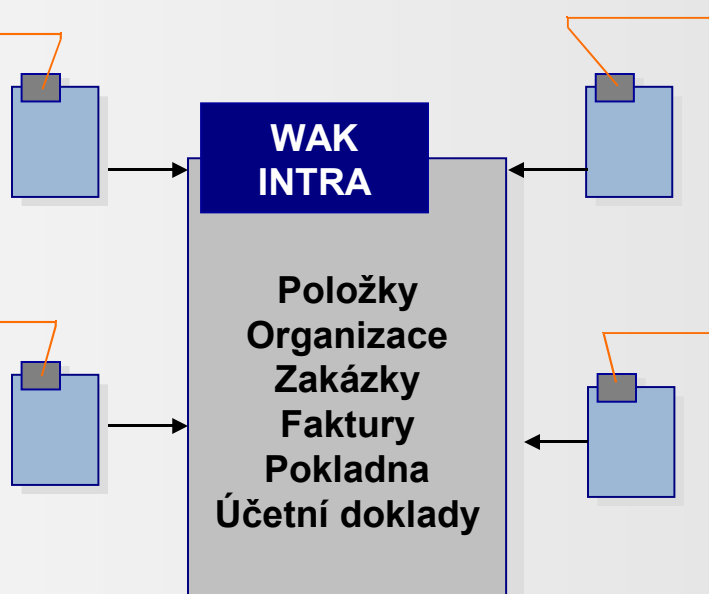 WAK
INTRA
Položky
Organizace
Zakázky
Faktury
Pokladna
Účetní doklady